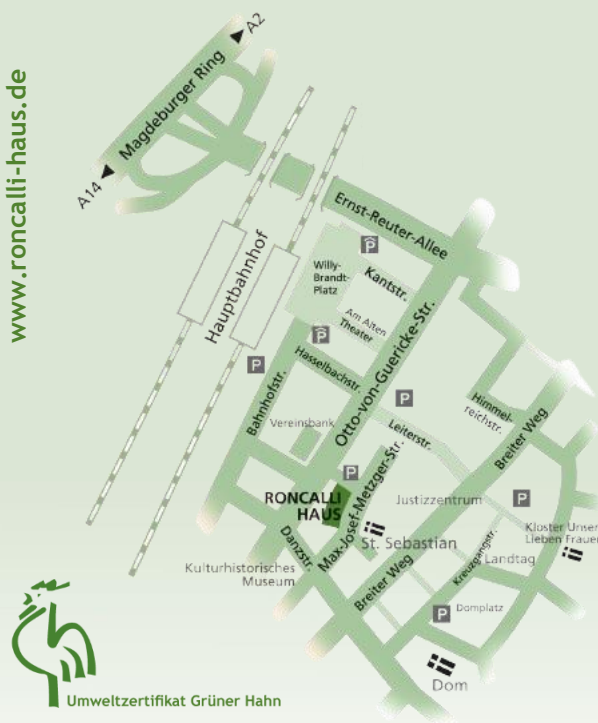 www.roncalli-haus.de
A2
Magdeburger Ring
A14
Ernst-Reuter-Allee
Hauptbahnhof
P
Willy-
Brandt-
Platz
Kantstr.
Am Alten
Theater
P
P
Hasselbachstr.
Otto-von-Guericke-Str.
Bahnhofstr.
P
Himmel-
reichstr.
Vereinsbank
Leiterstr.
Breiter Weg
P
Max-Josef-Metzger-Str.
RONCALLI
HAUS
Justizzentrum
P
Danzstr.
St. Sebastian
Kloster Unser
Lieben Frauen
Kulturhistorisches
Museum
Breiter Weg
Kreuzgangstr.
Landtag
P
Domplatz
Dom
Umweltzertifikat Grüner Hahn